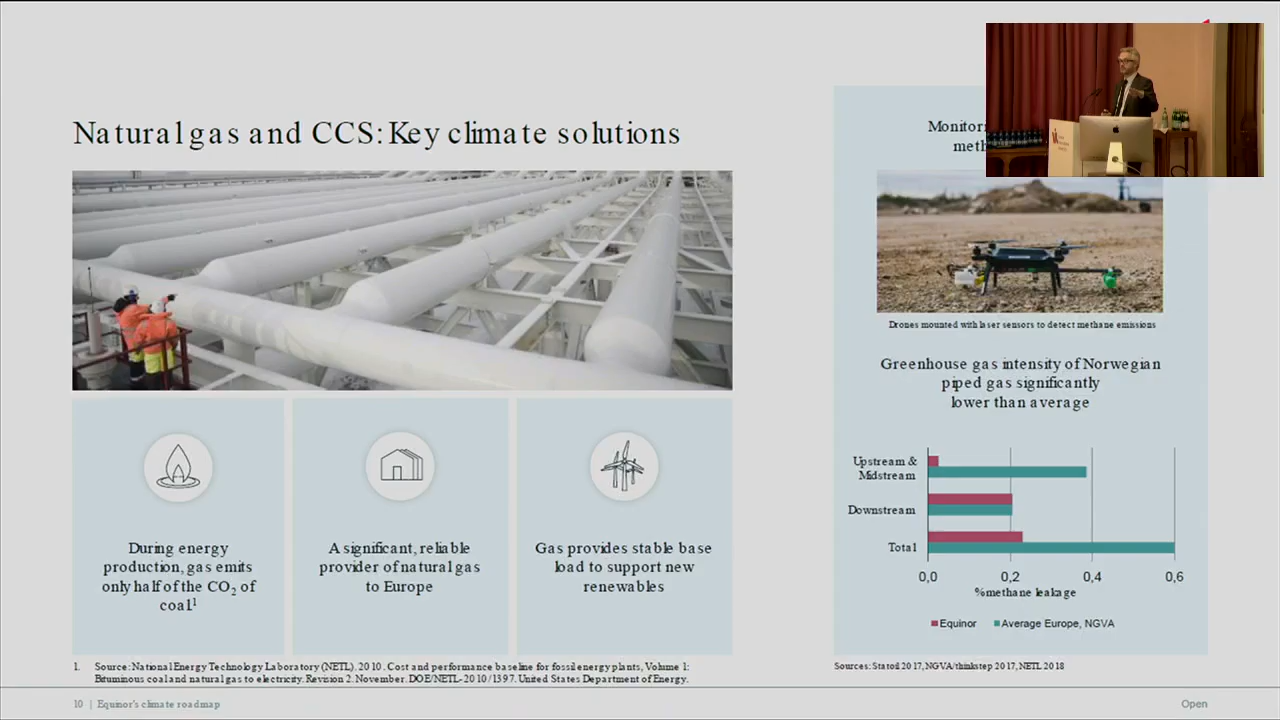 Natural gas and CCS: Key climate solutions
During energy
production, gas emits
only half of the CO₂ of
coal¹
A significant, reliable
provider of natural gas
to Europe
Gas provides stable base
load to support new
renewables
1. Source: National Energy Technology Laboratory (NETL). 2010. Cost and performance baseline for fossil energy plants, Volume 1:
Bituminous coal and natural gas to electricity. Revision 2. November. DOE/NETL-2010/1397. United States Department of Energy.
Drones mounted with laser sensors to detect methane emissions
Greenhouse gas intensity of Norwegian
piped gas significantly
lower than average
Upstream &
Midstream
Downstream
Total
0,0 0,2 0,4 0,6
%methane leakage
Equinor Average Europe, NGVA
Sources: Statoil 2017, NGVA/thinkstep 2017, NETL 2018
10 | Equinor's climate roadmap
Open